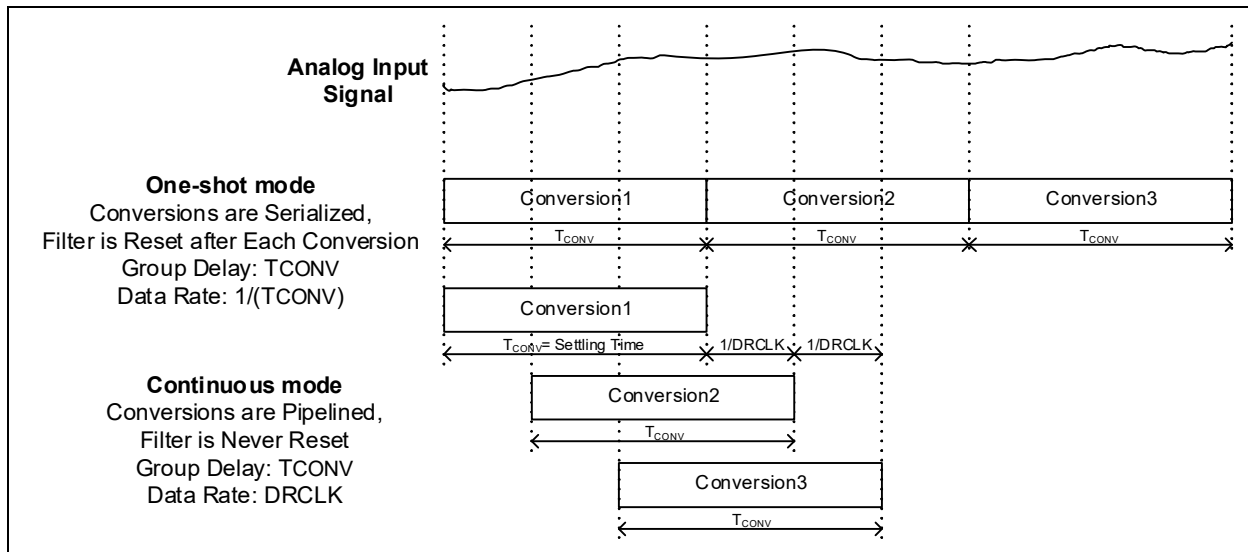 Analog Input
Signal
One-shot mode
Conversions are Serialized,
Filter is Reset after Each Conversion
Group Delay: TCONV
Data Rate: 1/(TCONV)
Conversion1
Conversion2
Conversion3
TCONV
TCONV
TCONV
Conversion1
TCONV= Settling Time
1/DRCLK
1/DRCLK
Continuous mode
Conversions are Pipelined,
Filter is Never Reset
Group Delay: TCONV
Data Rate: DRCLK
Conversion2
TCONV
Conversion3
TCONV